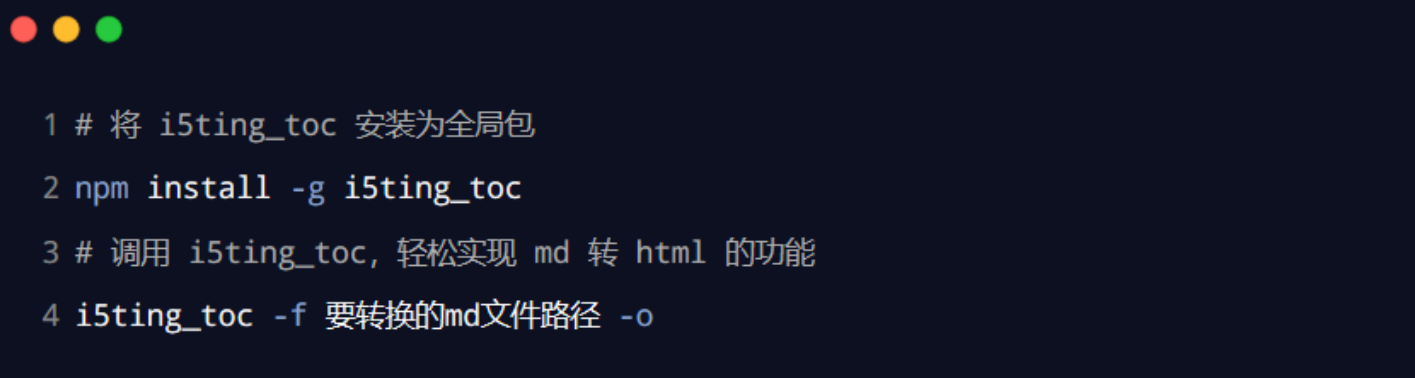 1 # 将 i5ting_toc 安装为全局包
2 npm install -g i5ting_toc
3 # 调用 i5ting_toc，轻松实现 md 转 html 的功能
4 i5ting_toc -f 要转换的md文件路径 -o